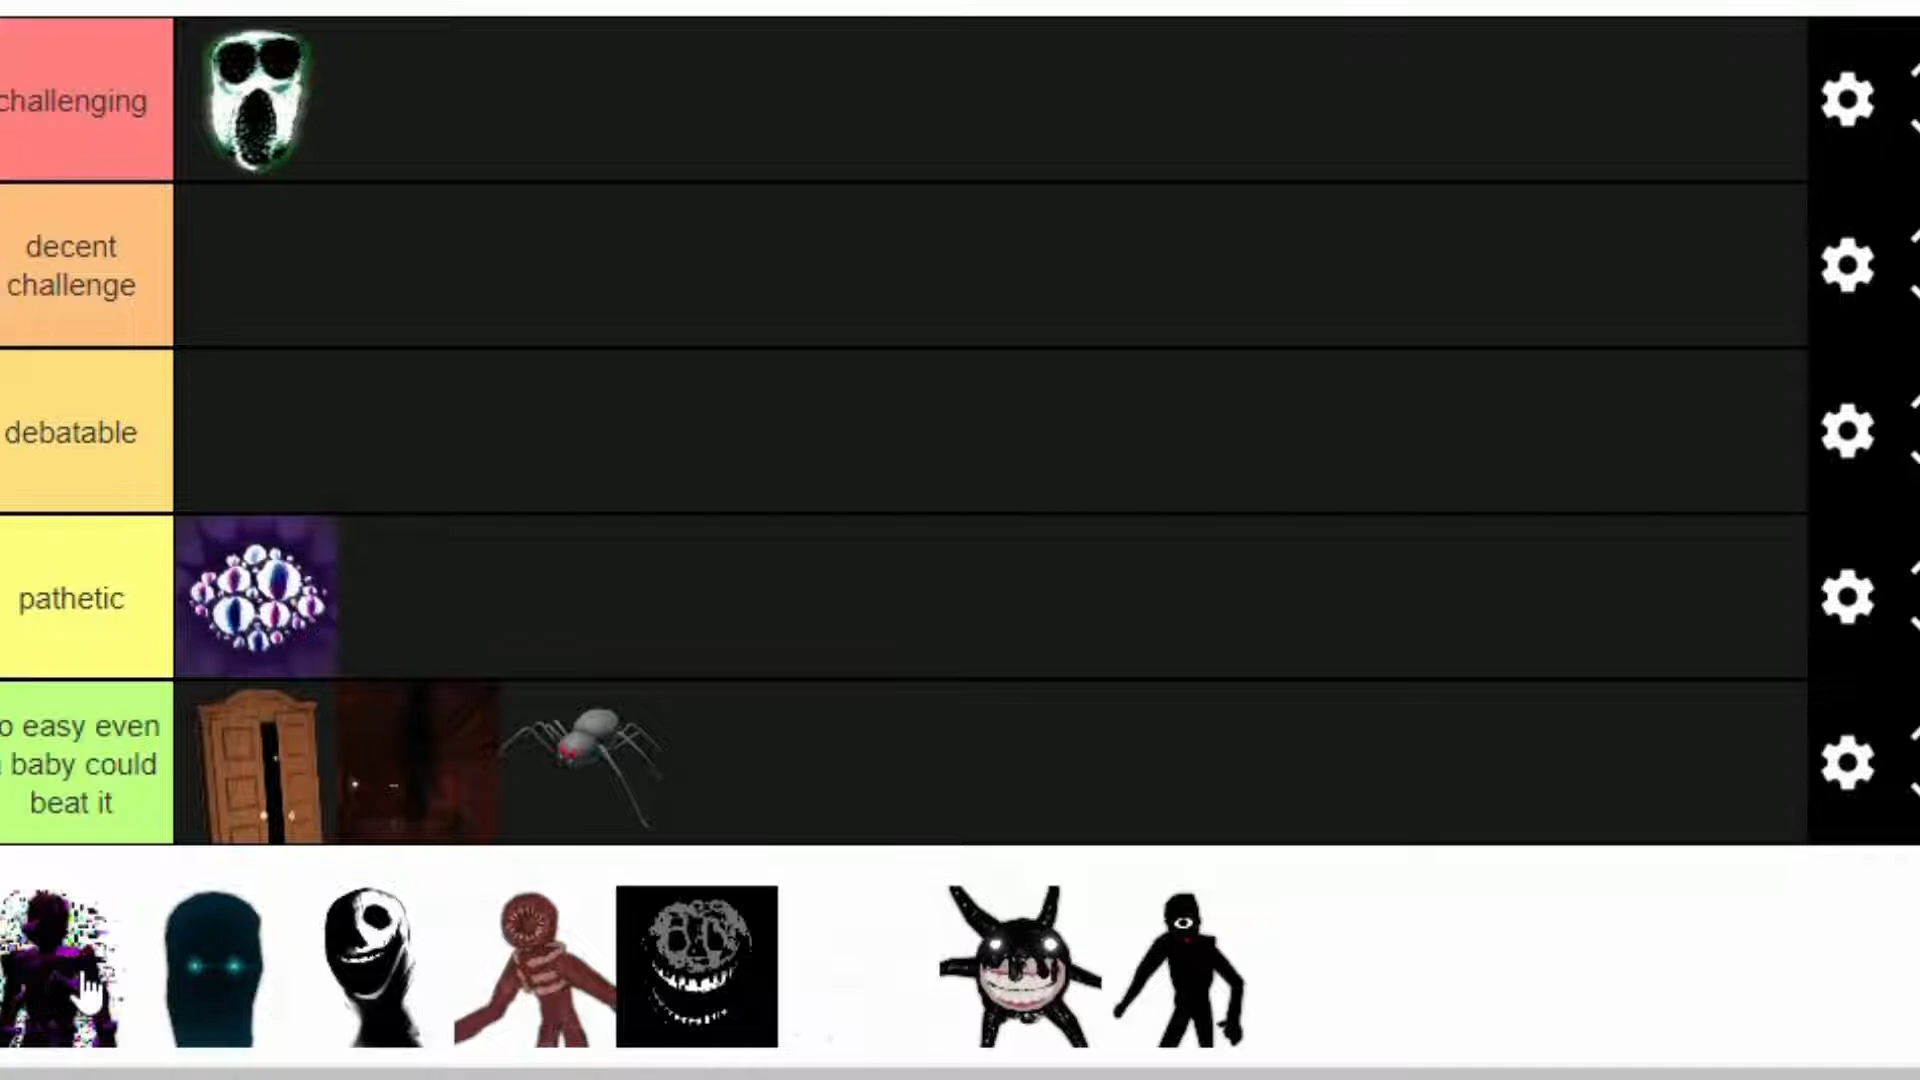 challenging
decent
challenge
debatable
pathetic
o easy even
baby could
beat it